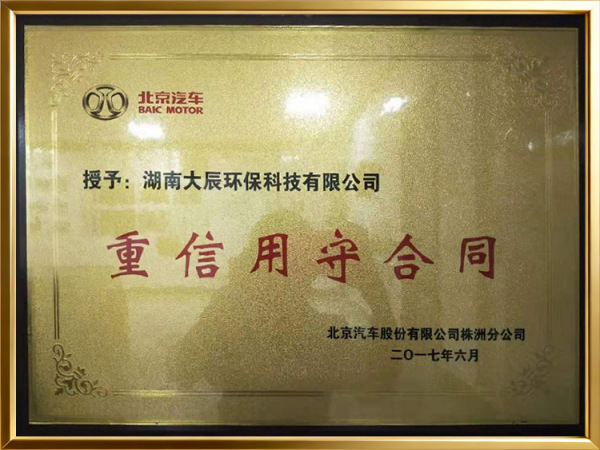 北京汽车
BAIC MOTOR
授予：湖南大辰环保科技有限公司
重信用守合同
北京汽车股份有限公司株洲分公司
二〇一七年六月